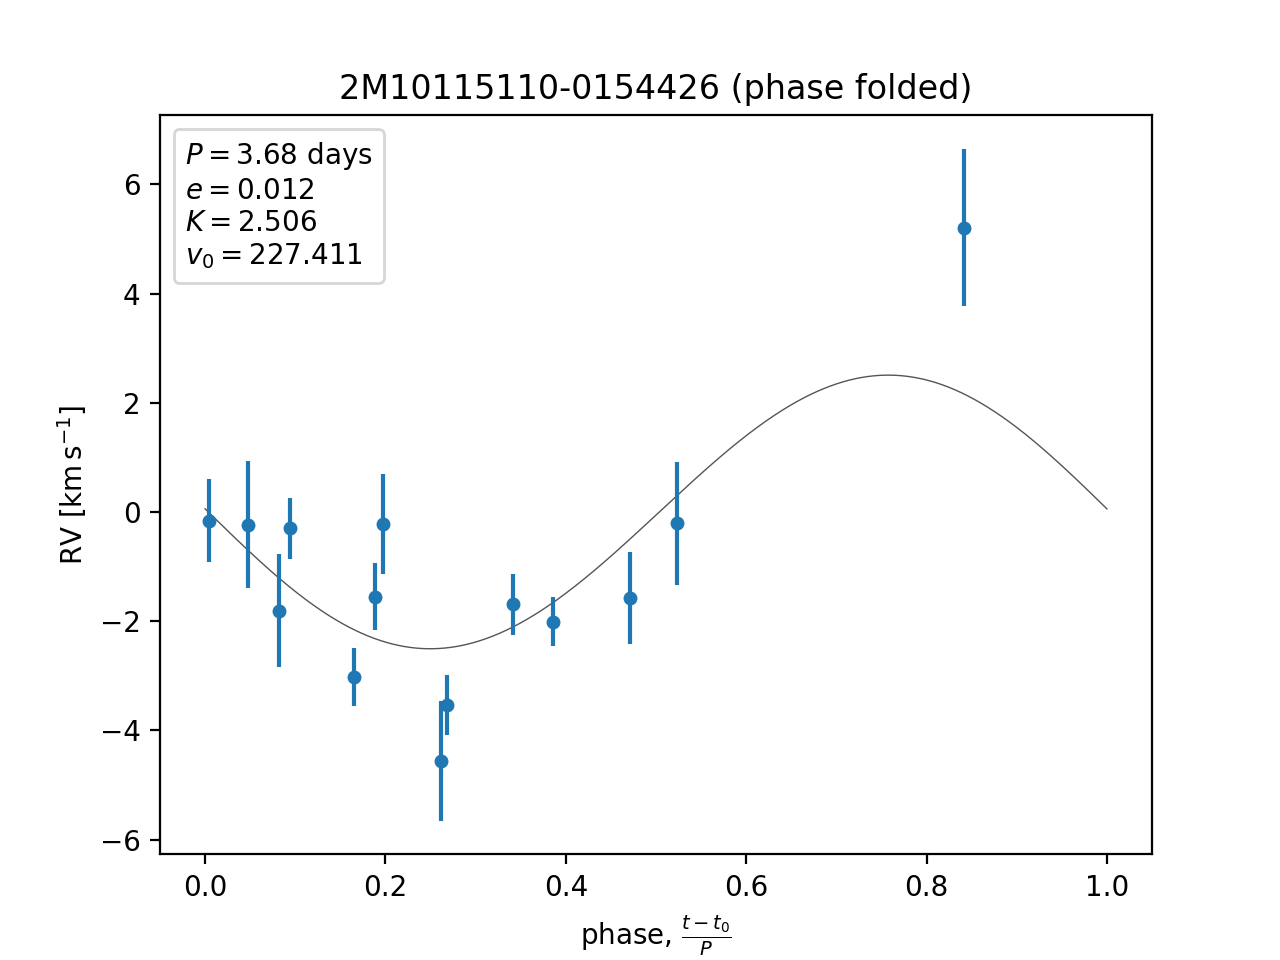 2M10115110-0154426 (phase folded)
P = 3.68 days
e = 0.012
K = 2.506
v₀ = 227.411
6
4
2
0
−2
−4
−6
RV [km s⁻¹]
0.0 0.2 0.4 0.6 0.8 1.0
phase, (t − t₀)/P